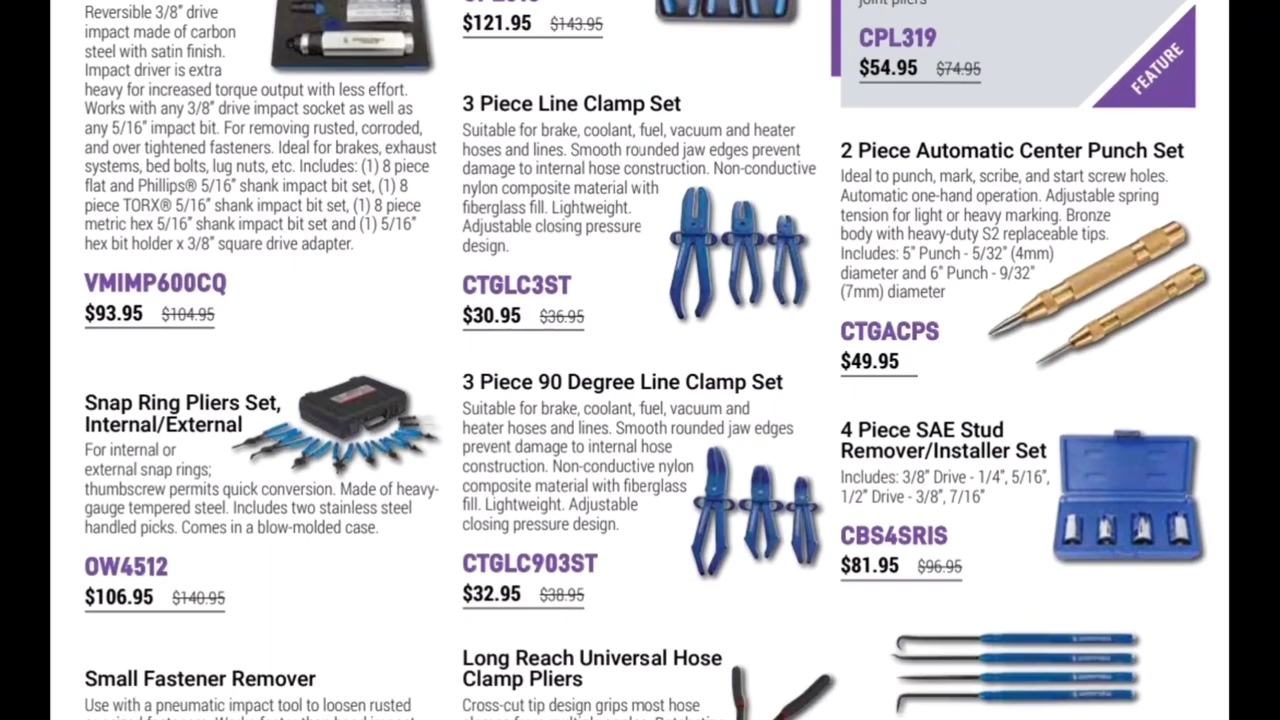 Reversible 3/8” drive
impact made of carbon
steel with satin finish.
Impact driver is extra
heavy for increased torque output with less effort.
Works with any 3/8” drive impact socket as well as
any 5/16” impact bit. For removing rusted, corroded,
and over tightened fasteners. Ideal for brakes, exhaust
systems, bed bolts, lug nuts, etc. Includes: (1) 8 piece
flat and Phillips® 5/16” shank impact bit set, (1) 8
piece TORX® 5/16” shank impact bit set, (1) 8 piece
metric hex 5/16” shank impact bit set and (1) 5/16”
hex bit holder x 3/8” square drive adapter.
VMIMP600CQ
$93.95 $104.95
Snap Ring Pliers Set,
Internal/External
For internal or
external snap rings;
thumbscrew permits quick conversion. Made of heavy-
gauge tempered steel. Includes two stainless steel
handled picks. Comes in a blow-molded case.
OW4512
$106.95 $140.95
Small Fastener Remover
Use with a pneumatic impact tool to loosen rusted
$121.95 $143.95
3 Piece Line Clamp Set
Suitable for brake, coolant, fuel, vacuum and heater
hoses and lines. Smooth rounded jaw edges prevent
damage to internal hose construction. Non-conductive
nylon composite material with
fiberglass fill. Lightweight.
Adjustable closing pressure
design.
CTGLC3ST
$30.95 $36.95
3 Piece 90 Degree Line Clamp Set
Suitable for brake, coolant, fuel, vacuum and
heater hoses and lines. Smooth rounded jaw edges
prevent damage to internal hose
construction. Non-conductive nylon
composite material with fiberglass
fill. Lightweight. Adjustable
closing pressure design.
CTGLC903ST
$32.95 $38.95
Long Reach Universal Hose
Clamp Pliers
Cross-cut tip design grips most hose
joint pliers
CPL319
$54.95 $74.95
FEATURE
2 Piece Automatic Center Punch Set
Ideal to punch, mark, scribe, and start screw holes.
Automatic one-hand operation. Adjustable spring
tension for light or heavy marking. Bronze
body with heavy-duty S2 replaceable tips.
Includes: 5” Punch - 5/32” (4mm)
diameter and 6” Punch - 9/32”
(7mm) diameter
CTGACPS
$49.95
4 Piece SAE Stud
Remover/Installer Set
Includes: 3/8” Drive - 1/4”, 5/16”,
1/2” Drive - 3/8”, 7/16”
CBS4SRIS
$81.95 $96.95